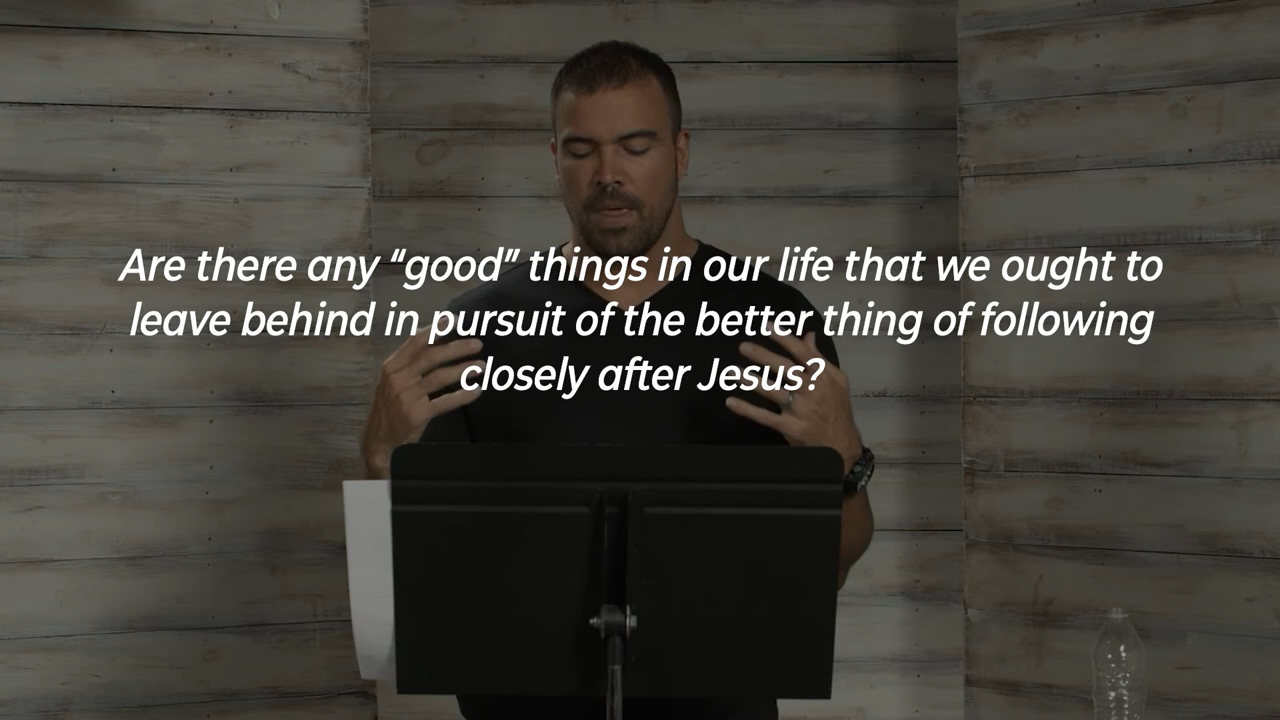 Are there any “good” things in our life that we ought to
leave behind in pursuit of the better thing of following
closely after Jesus?